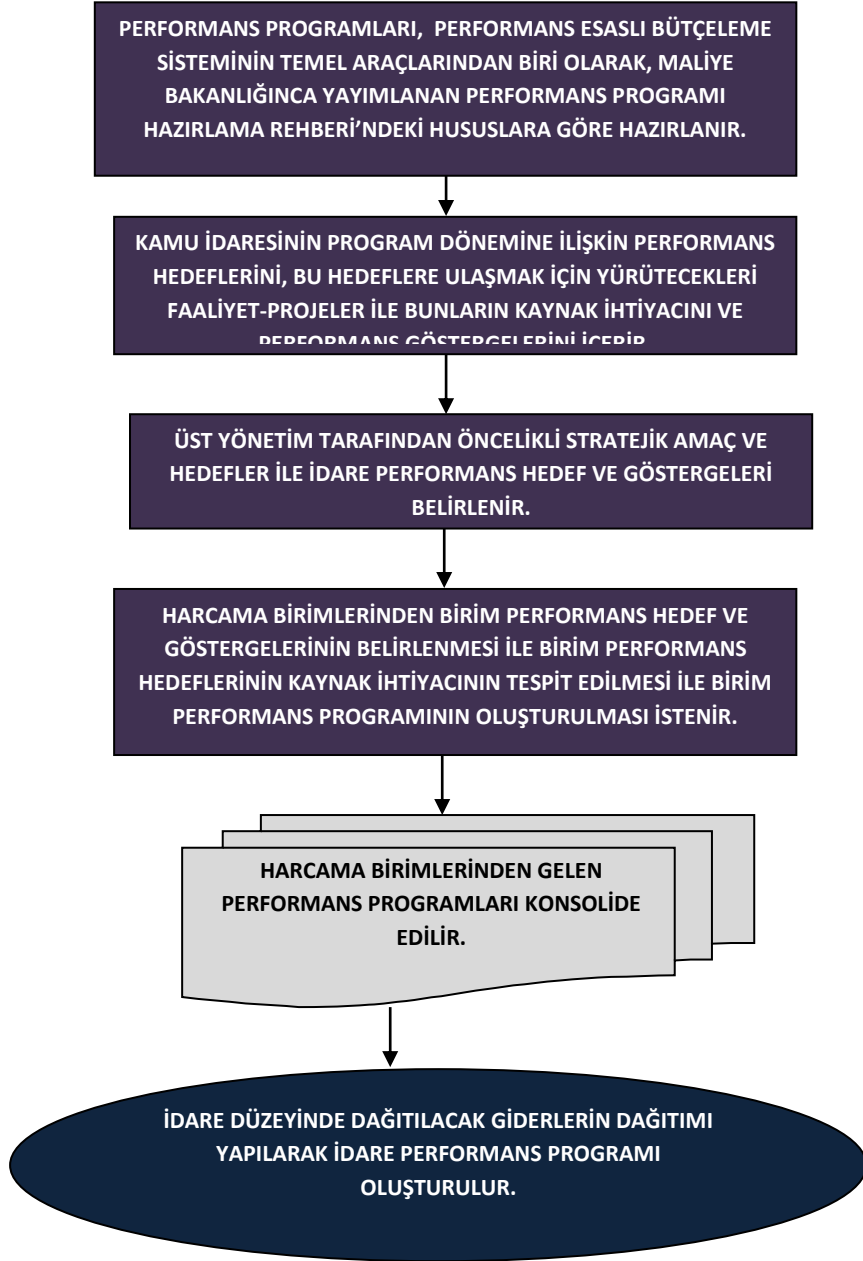 PERFORMANS PROGRAMLARI, PERFORMANS ESASLI BÜTÇELEME
SİSTEMİNİN TEMEL ARAÇLARINDAN BİRİ OLARAK, MALİYE
BAKANLIĞINCA YAYIMLANAN PERFORMANS PROGRAMI
HAZIRLAMA REHBERİ’NDEKİ HUSUSLARA GÖRE HAZIRLANIR.
KAMU İDARESİNİN PROGRAM DÖNEMİNE İLİŞKİN PERFORMANS
HEDEFLERİNİ, BU HEDEFLERE ULAŞMAK İÇİN YÜRÜTECEKLERİ
FAALİYET-PROJELER İLE BUNLARIN KAYNAK İHTİYACINI VE
PERFORMANS GÖSTERGELERİNİ İÇERİR.
ÜST YÖNETİM TARAFINDAN ÖNCELİKLİ STRATEJİK AMAÇ VE
HEDEFLER İLE İDARE PERFORMANS HEDEF VE GÖSTERGELERİ
BELİRLENİR.
HARCAMA BİRİMLERİNDEN BİRİM PERFORMANS HEDEF VE
GÖSTERGELERİNİN BELİRLENMESİ İLE BİRİM PERFORMANS
HEDEFLERİNİN KAYNAK İHTİYACININ TESPİT EDİLMESİ İLE BİRİM
PERFORMANS PROGRAMININ OLUŞTURULMASI İSTENİR.
HARCAMA BİRİMLERİNDEN GELEN
PERFORMANS PROGRAMLARI KONSOLİDE
EDİLİR.
İDARE DÜZEYİNDE DAĞITILACAK GİDERLERİN DAĞITIMI
YAPILARAK İDARE PERFORMANS PROGRAMI
OLUŞTURULUR.